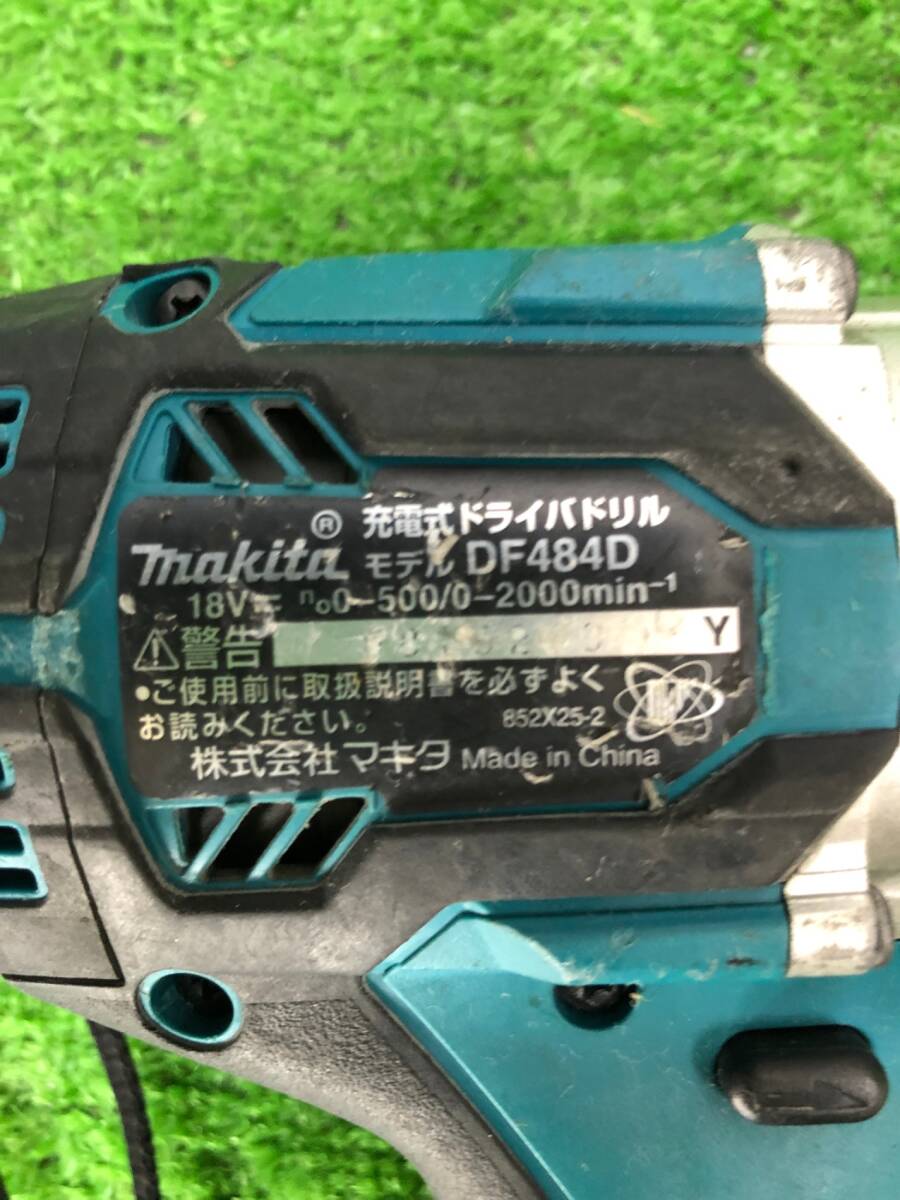 充電式ドライバドリル
makita® モデル DF484D
18V⎓ n₀0-500/0-2000min⁻¹
⚠警告 Y
●ご使用前に取扱説明書を必ずよく
お読みください。 852X25-2
株式会社マキタ Made in China